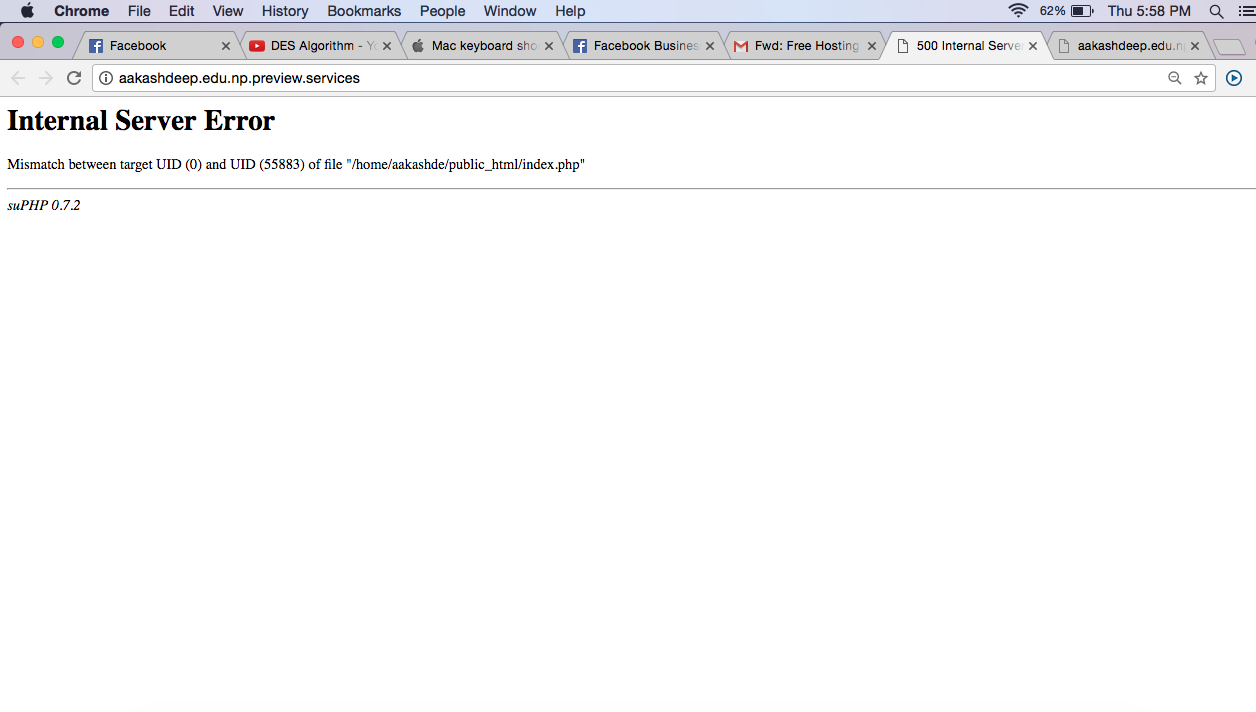 Chrome File Edit View History Bookmarks People Window Help 62% Thu 5:58 PM
Facebook DES Algorithm - Yo Mac keyboard sho Facebook Busines Fwd: Free Hosting 500 Internal Server aakashdeep.edu.n
aakashdeep.edu.np.preview.services
Internal Server Error
Mismatch between target UID (0) and UID (55883) of file "/home/aakashde/public_html/index.php"
suPHP 0.7.2